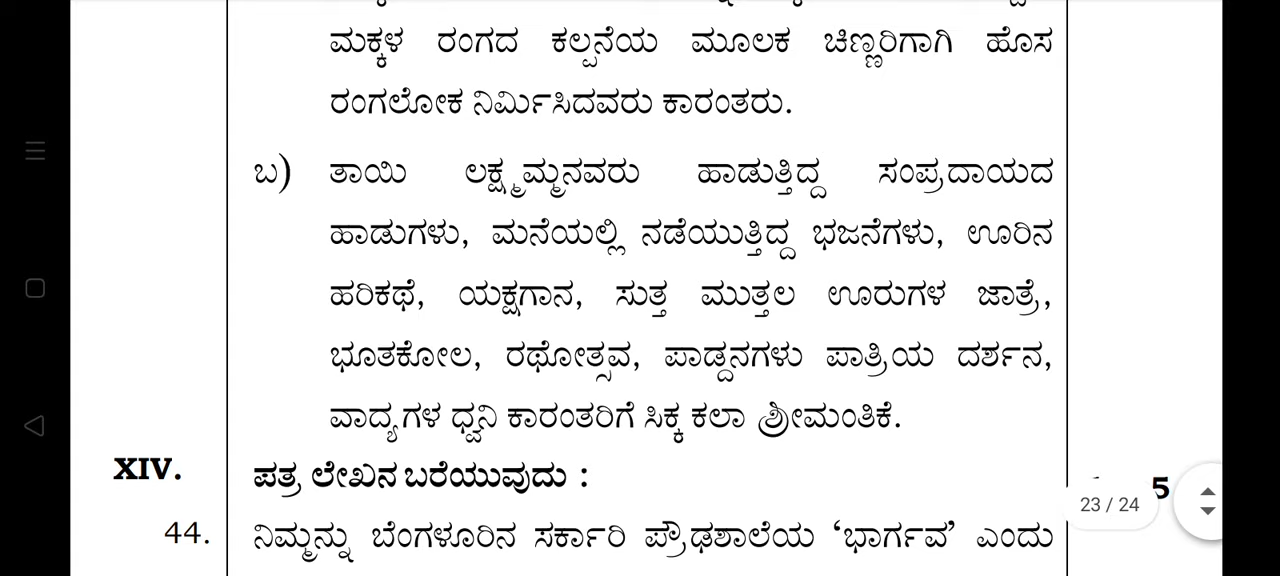 ಮಕ್ಕಳ ರಂಗದ ಕಲ್ಪನೆಯ ಮೂಲಕ ಚಿಣ್ಣರಿಗಾಗಿ ಹೊಸ
ರಂಗಲೋಕ ನಿರ್ಮಿಸಿದವರು ಕಾರಂತರು.
ಬ) ತಾಯಿ ಲಕ್ಷ್ಮಮ್ಮನವರು ಹಾಡುತ್ತಿದ್ದ ಸಂಪ್ರದಾಯದ
ಹಾಡುಗಳು, ಮನೆಯಲ್ಲಿ ನಡೆಯುತ್ತಿದ್ದ ಭಜನೆಗಳು, ಊರಿನ
ಹರಿಕಥೆ, ಯಕ್ಷಗಾನ, ಸುತ್ತ ಮುತ್ತಲ ಊರುಗಳ ಜಾತ್ರೆ,
ಭೂತಕೋಲ, ರಥೋತ್ಸವ, ಪಾಡ್ದನಗಳು ಪಾತ್ರಿಯ ದರ್ಶನ,
ವಾದ್ಯಗಳ ಧ್ವನಿ ಕಾರಂತರಿಗೆ ಸಿಕ್ಕ ಕಲಾ ಶ್ರೀಮಂತಿಕೆ.
XIV. ಪತ್ರ ಲೇಖನ ಬರೆಯುವುದು : 5
23 / 24
44. ನಿಮ್ಮನ್ನು ಬೆಂಗಳೂರಿನ ಸರ್ಕಾರಿ ಪ್ರೌಢಶಾಲೆಯ ‘ಭಾರ್ಗವ’ ಎಂದು